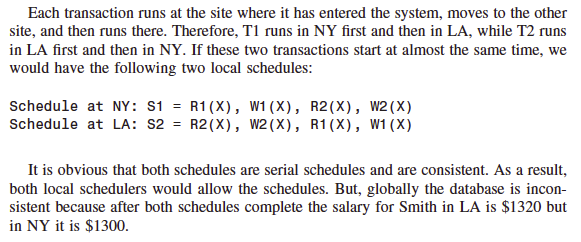 Each transaction runs at the site where it has entered the system, moves to the other
site, and then runs there. Therefore, T1 runs in NY first and then in LA, while T2 runs
in LA first and then in NY. If these two transactions start at almost the same time, we
would have the following two local schedules:
Schedule at NY: S1 = R1(X), W1(X), R2(X), W2(X)
Schedule at LA: S2 = R2(X), W2(X), R1(X), W1(X)
It is obvious that both schedules are serial schedules and are consistent. As a result,
both local schedulers would allow the schedules. But, globally the database is incon-
sistent because after both schedules complete the salary for Smith in LA is $1320 but
in NY it is $1300.